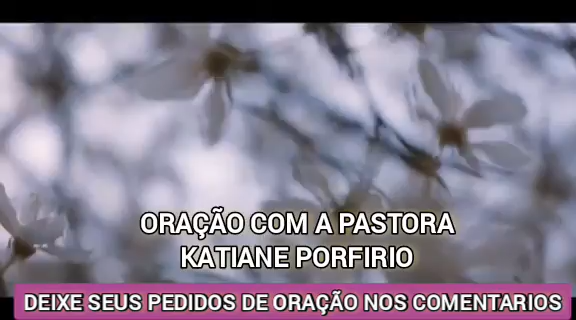 ORAÇÃO COM A PASTORA
KATIANE PORFIRIO
DEIXE SEUS PEDIDOS DE ORAÇÃO NOS COMENTARIOS